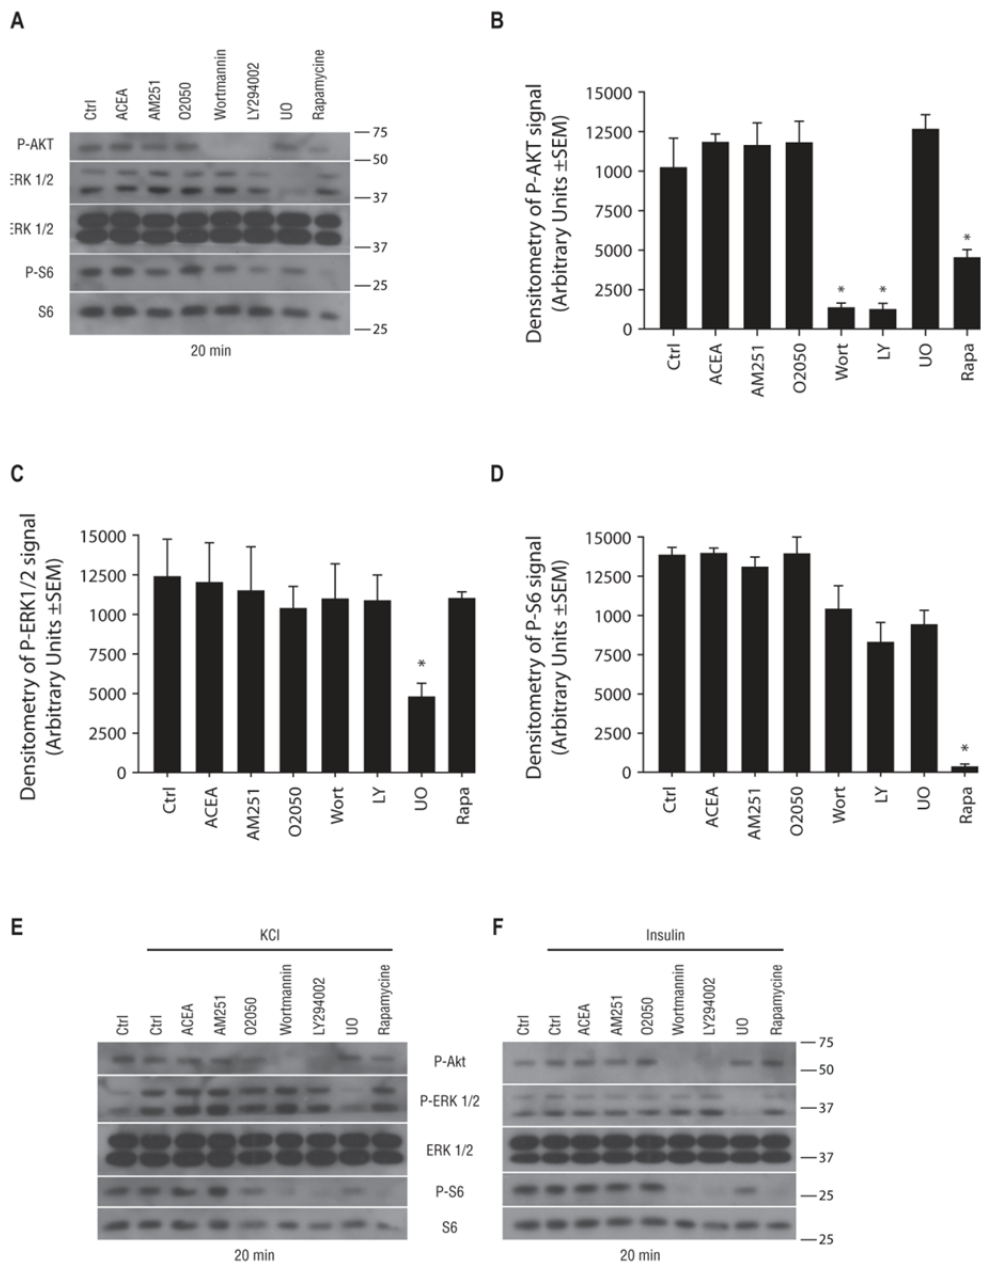 A
Ctrl
ACEA
AM251
O2050
Wortmannin
LY294002
UO
Rapamycine
P-AKT
ERK 1/2
ERK 1/2
P-S6
S6
75
50
37
37
25
25
20 min
B
Densitometry of P-AKT signal
(Arbitrary Units ±SEM)
15000
12500
1000
7500
5000
2500
0
*
*
*
Ctrl
ACEA
AM251
O2050
Wort
LY
UO
Rapa
C
Densitometry of P-ERK1/2 signal
(Arbitrary Units ±SEM)
15000
12500
11000
7500
5000
2500
0
*
Ctrl
ACEA
AM251
O2050
Wort
LY
UO
Rapa
D
Densitometry of P-S6 signal
(Arbitrary Units ±SEM)
15000
12500
11000
7500
5000
2500
0
*
Ctrl
ACEA
AM251
O2050
Wort
LY
UO
Rapa
E
KCl
Ctrl
Ctrl
ACEA
AM251
O2050
Wortmannin
LY294002
UO
Rapamycine
20 min
P-Akt
P-ERK 1/2
ERK 1/2
P-S6
S6
F
Insulin
Ctrl
Ctrl
ACEA
AM251
O2050
Wortmannin
LY294002
UO
Rapamycine
75
50
37
37
25
25
20 min